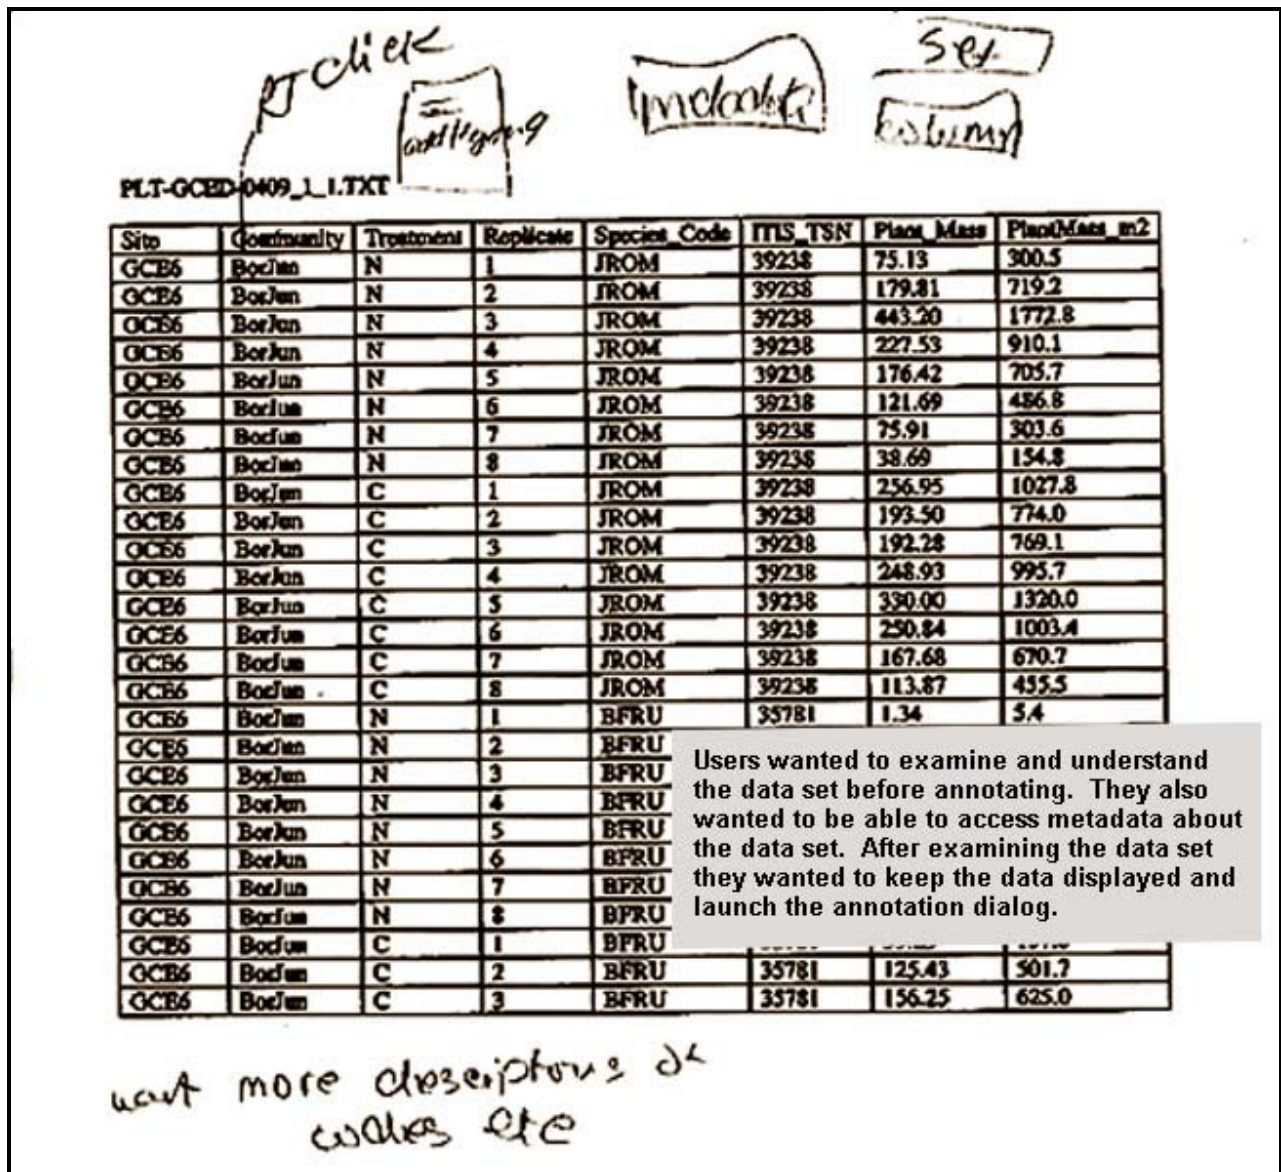 click
Set
column
PLT-GCED-0409_1_1.TXT
Site Community Treatment Replicate Species_Code ITIS_TSN Plant_Mass PlantMass_m2
GCE6 BorJun N 1 JROM 39238 75.13 300.5
GCE6 BorJun N 2 JROM 39238 179.81 719.2
GCE6 BorJun N 3 JROM 39238 443.20 1772.8
GCE6 BorJun N 4 JROM 39238 227.53 910.1
GCE6 BorJun N 5 JROM 39238 176.42 705.7
GCE6 BorJun N 6 JROM 39238 121.69 486.8
GCE6 BorJun N 7 JROM 39238 75.91 303.6
GCE6 BorJun N 8 JROM 39238 38.69 154.8
GCE6 BorJun C 1 JROM 39238 256.95 1027.8
GCE6 BorJun C 2 JROM 39238 193.50 774.0
GCE6 BorJun C 3 JROM 39238 192.28 769.1
GCE6 BorJun C 4 JROM 39238 248.93 995.7
GCE6 BorJun C 5 JROM 39238 330.00 1320.0
GCE6 BorJun C 6 JROM 39238 250.84 1003.4
GCE6 BorJun C 7 JROM 39238 167.68 670.7
GCE6 BorJun C 8 JROM 39238 113.87 455.5
GCE6 BorJun N 1 BFRU 35781 1.34 5.4
GCE6 BorJun N 2 BFRU
GCE6 BorJun N 3 BFRU
GCE6 BorJun N 4 BFRU
GCE6 BorJun N 5 BFRU
GCE6 BorJun N 6 BFRU
GCE6 BorJun N 7 BFRU
GCE6 BorJun N 8 BFRU
GCE6 BorJun C 1 BFRU
GCE6 BorJun C 2 BFRU 35781 125.43 501.7
GCE6 BorJun C 3 BFRU 35781 156.25 625.0
Users wanted to examine and understand
the data set before annotating. They also
wanted to be able to access metadata about
the data set. After examining the data set
they wanted to keep the data displayed and
launch the annotation dialog.
want more descriptions of
codes etc